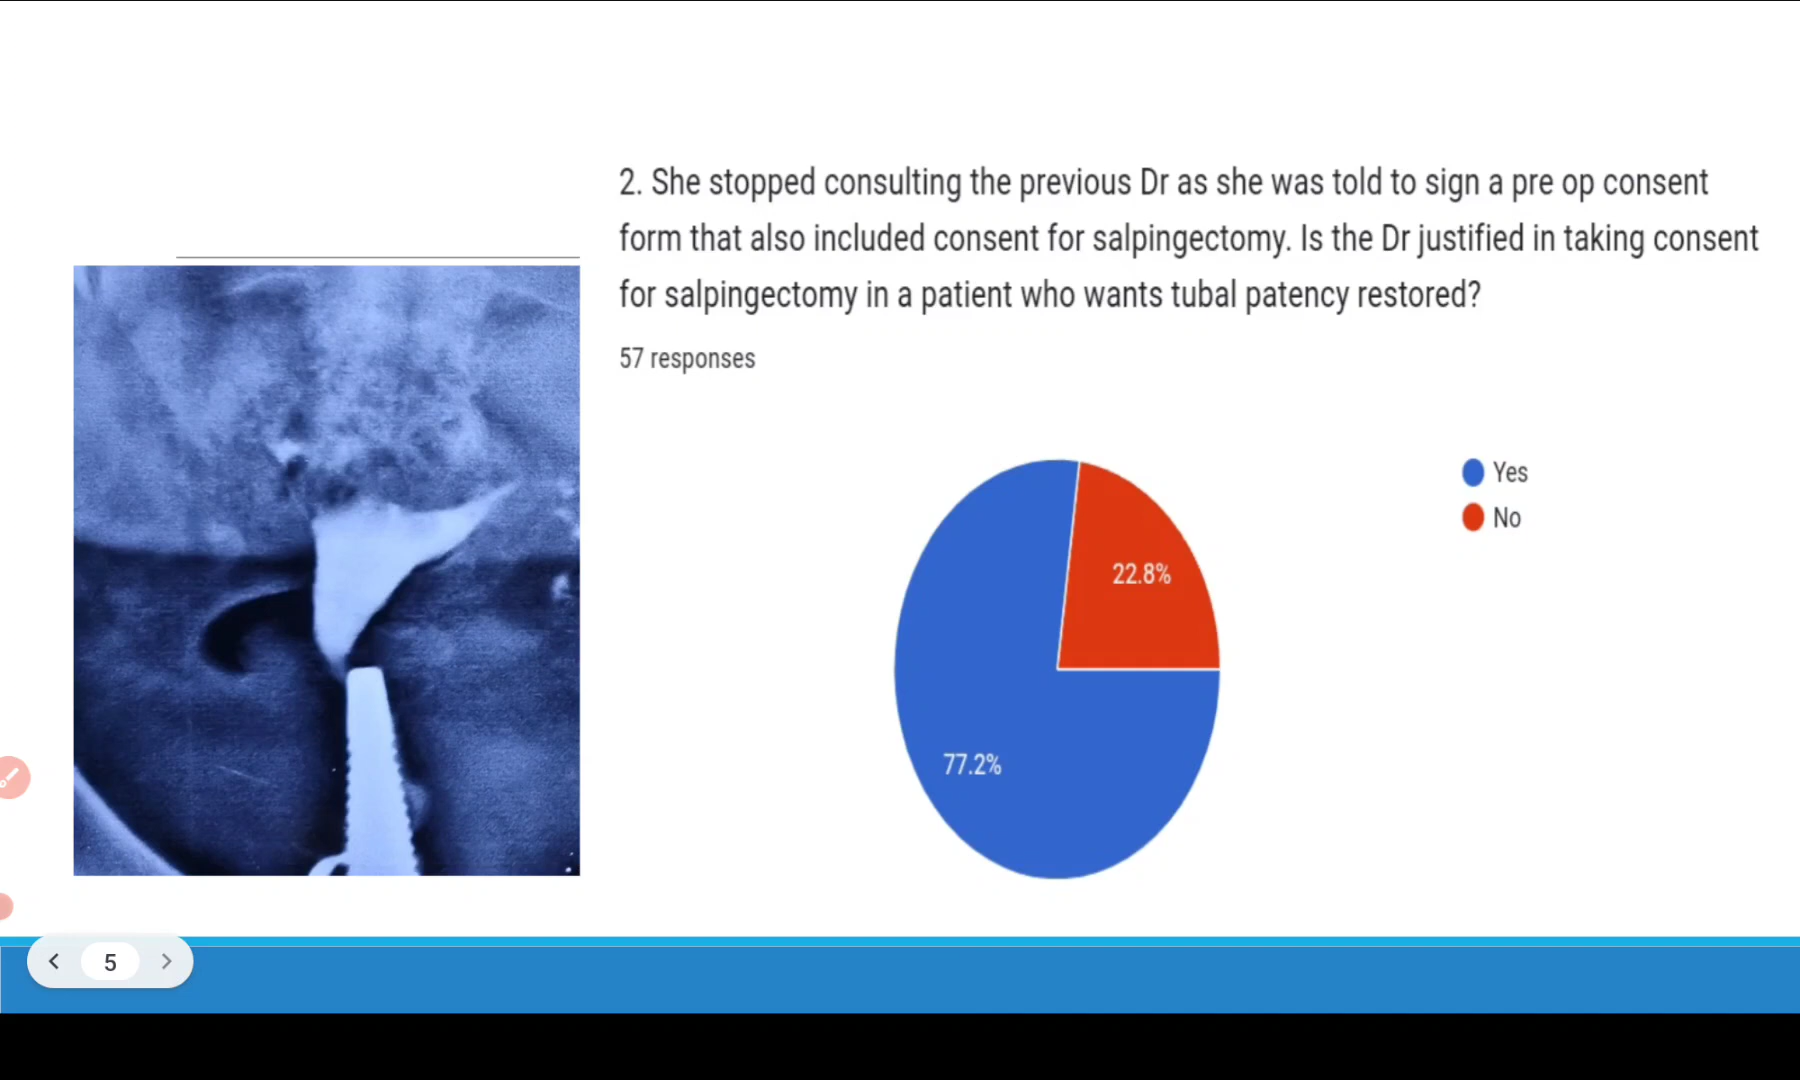 2. She stopped consulting the previous Dr as she was told to sign a pre op consent
form that also included consent for salpingectomy. Is the Dr justified in taking consent
for salpingectomy in a patient who wants tubal patency restored?
57 responses
Yes
No
22.8%
77.2%
5